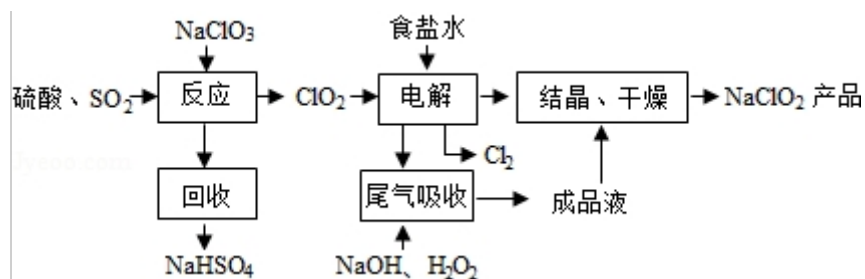 NaClO3 食盐水
硫酸、SO2 反应 ClO2 电解 结晶、干燥 NaClO2 产品
Cl2
回收 尾气吸收 成品液
NaHSO4 NaOH、H2O2